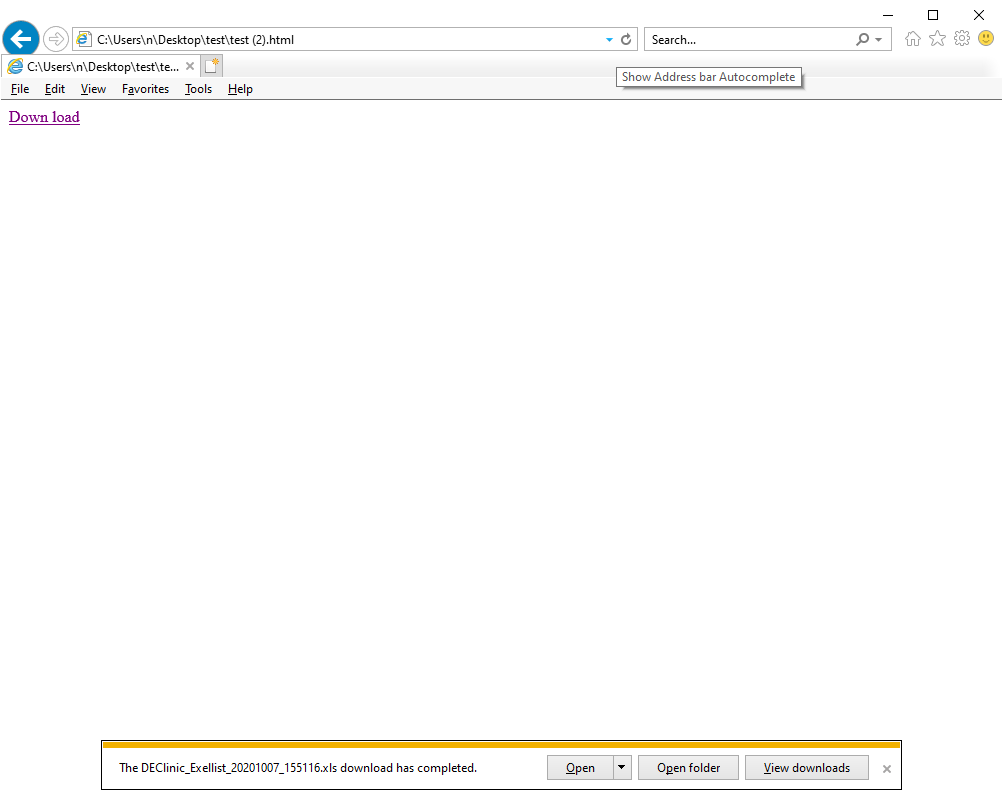 C:\Users\n\Desktop\test\test (2).html
Search...
C:\Users\n\Desktop\test\te...
Show Address bar Autocomplete
File Edit View Favorites Tools Help
Down load
The DEClinic_Exellist_20201007_155116.xls download has completed. Open Open folder View downloads